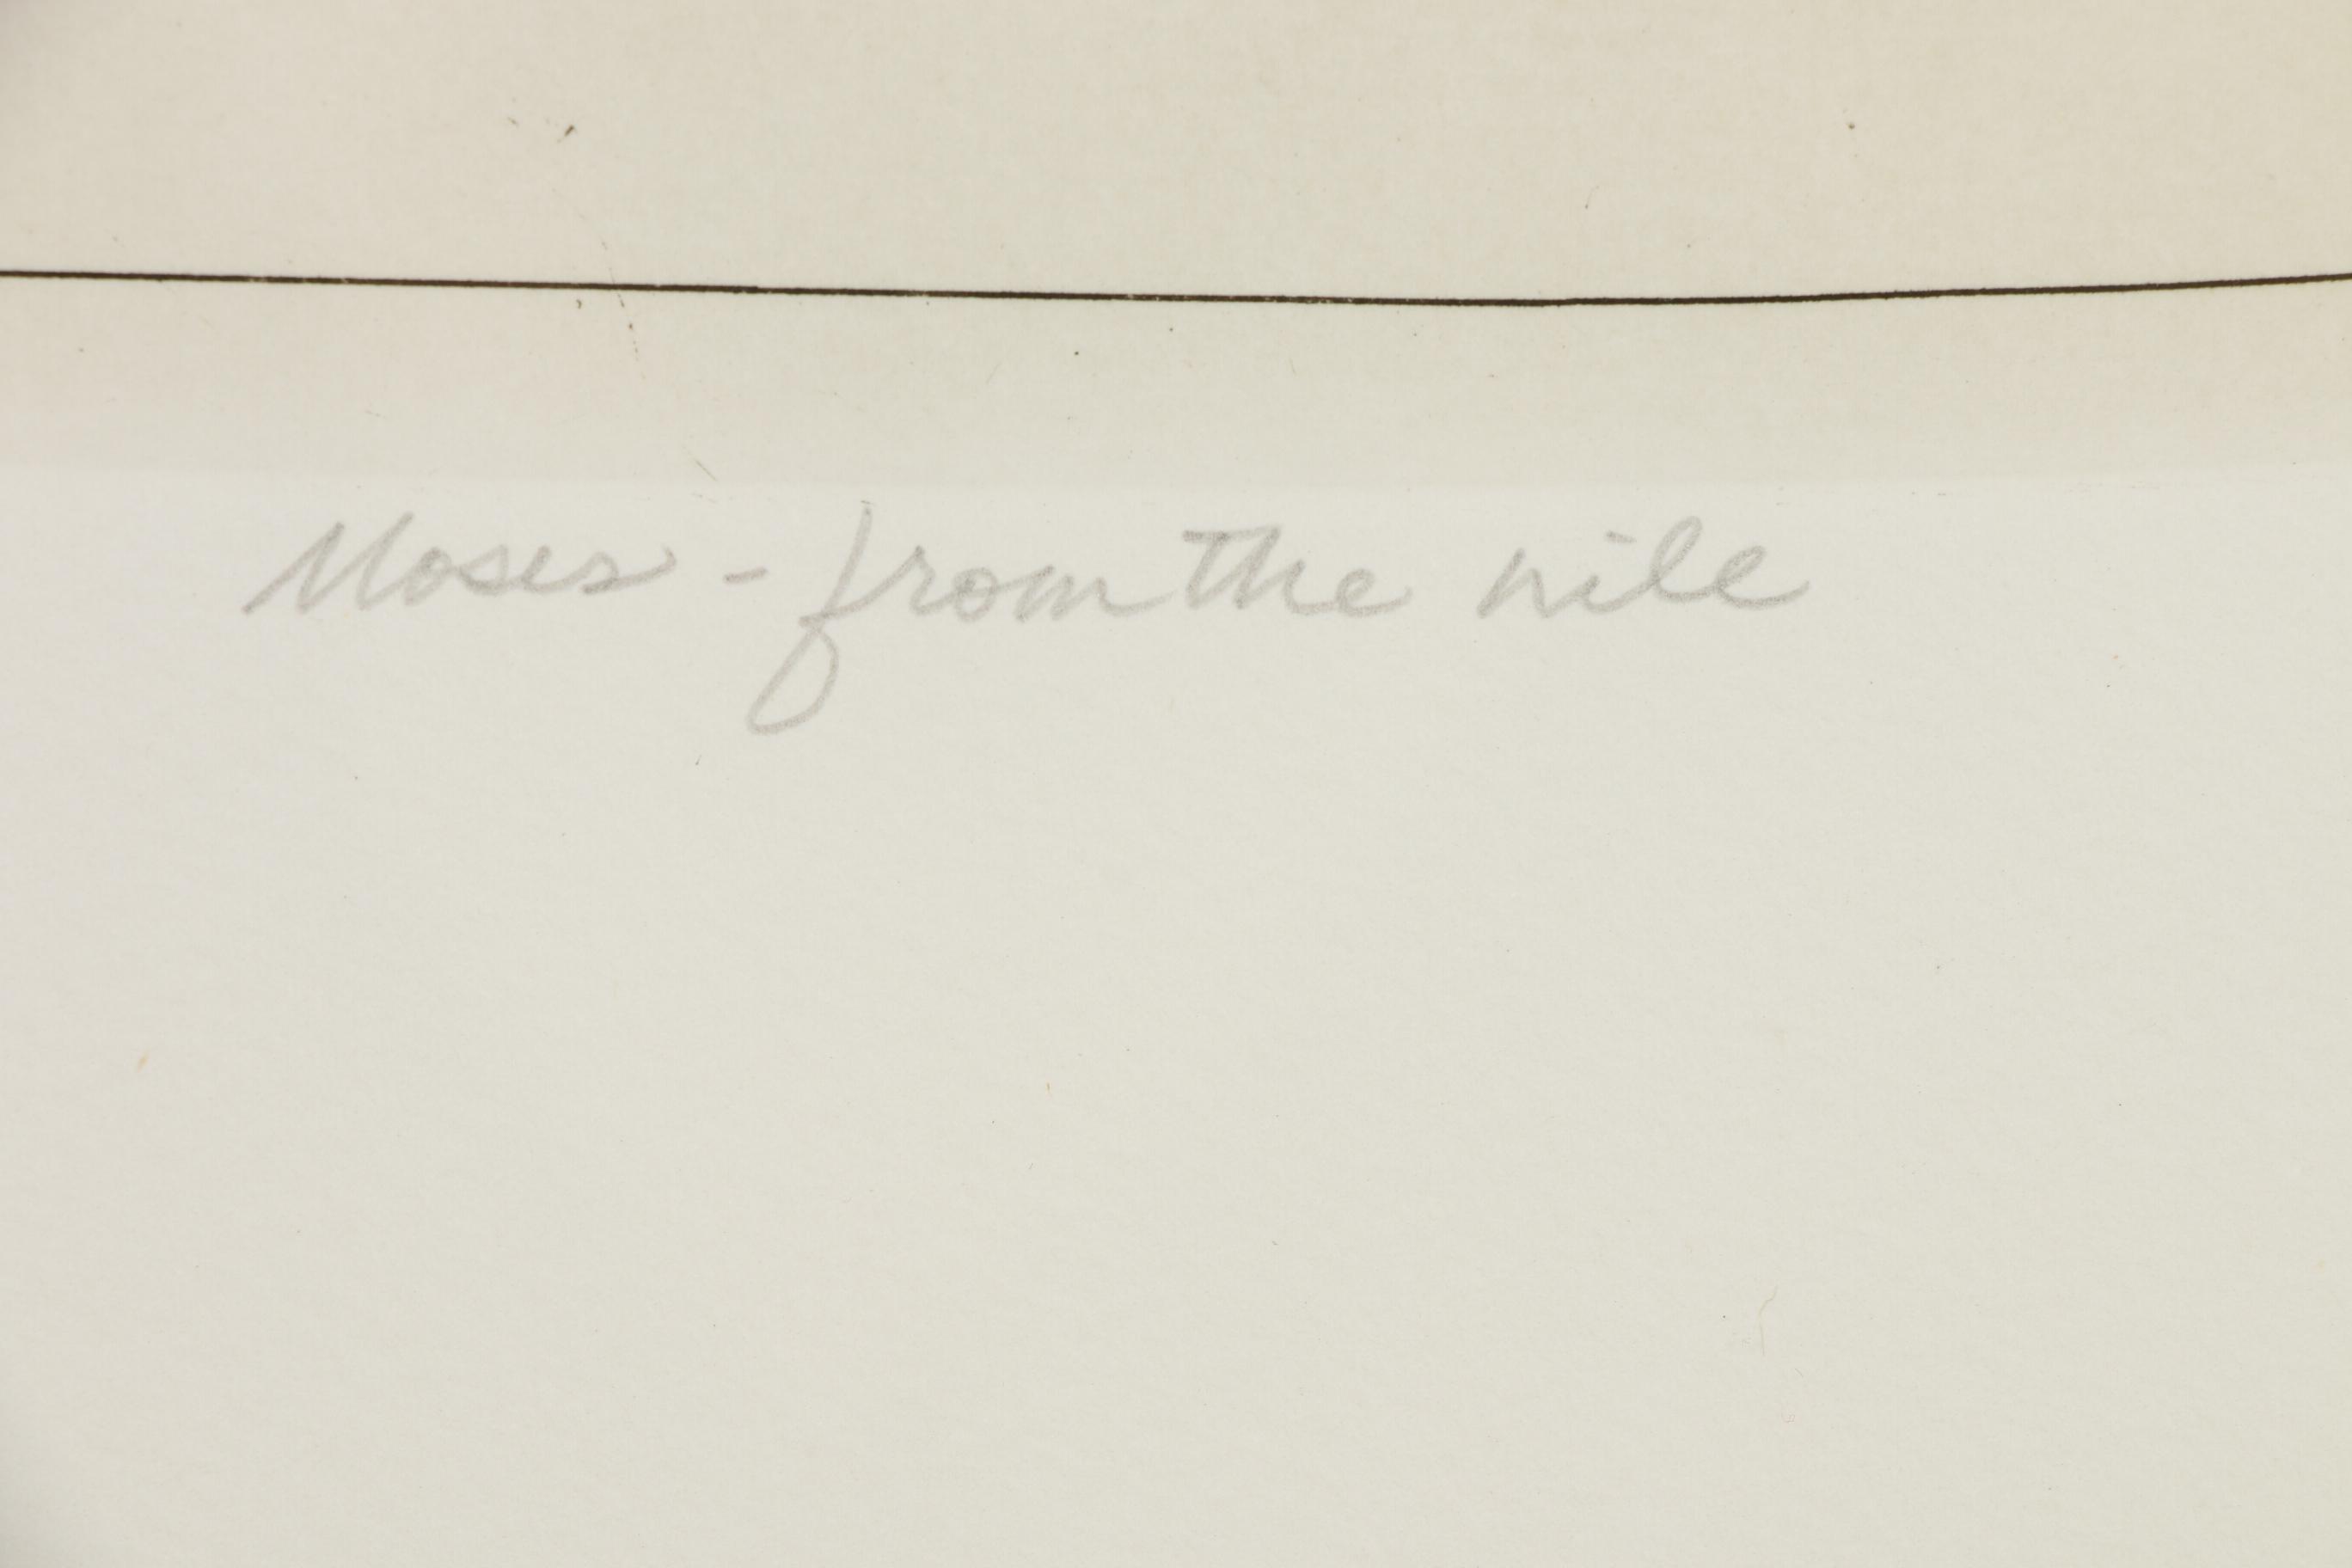 Moses - from the nile